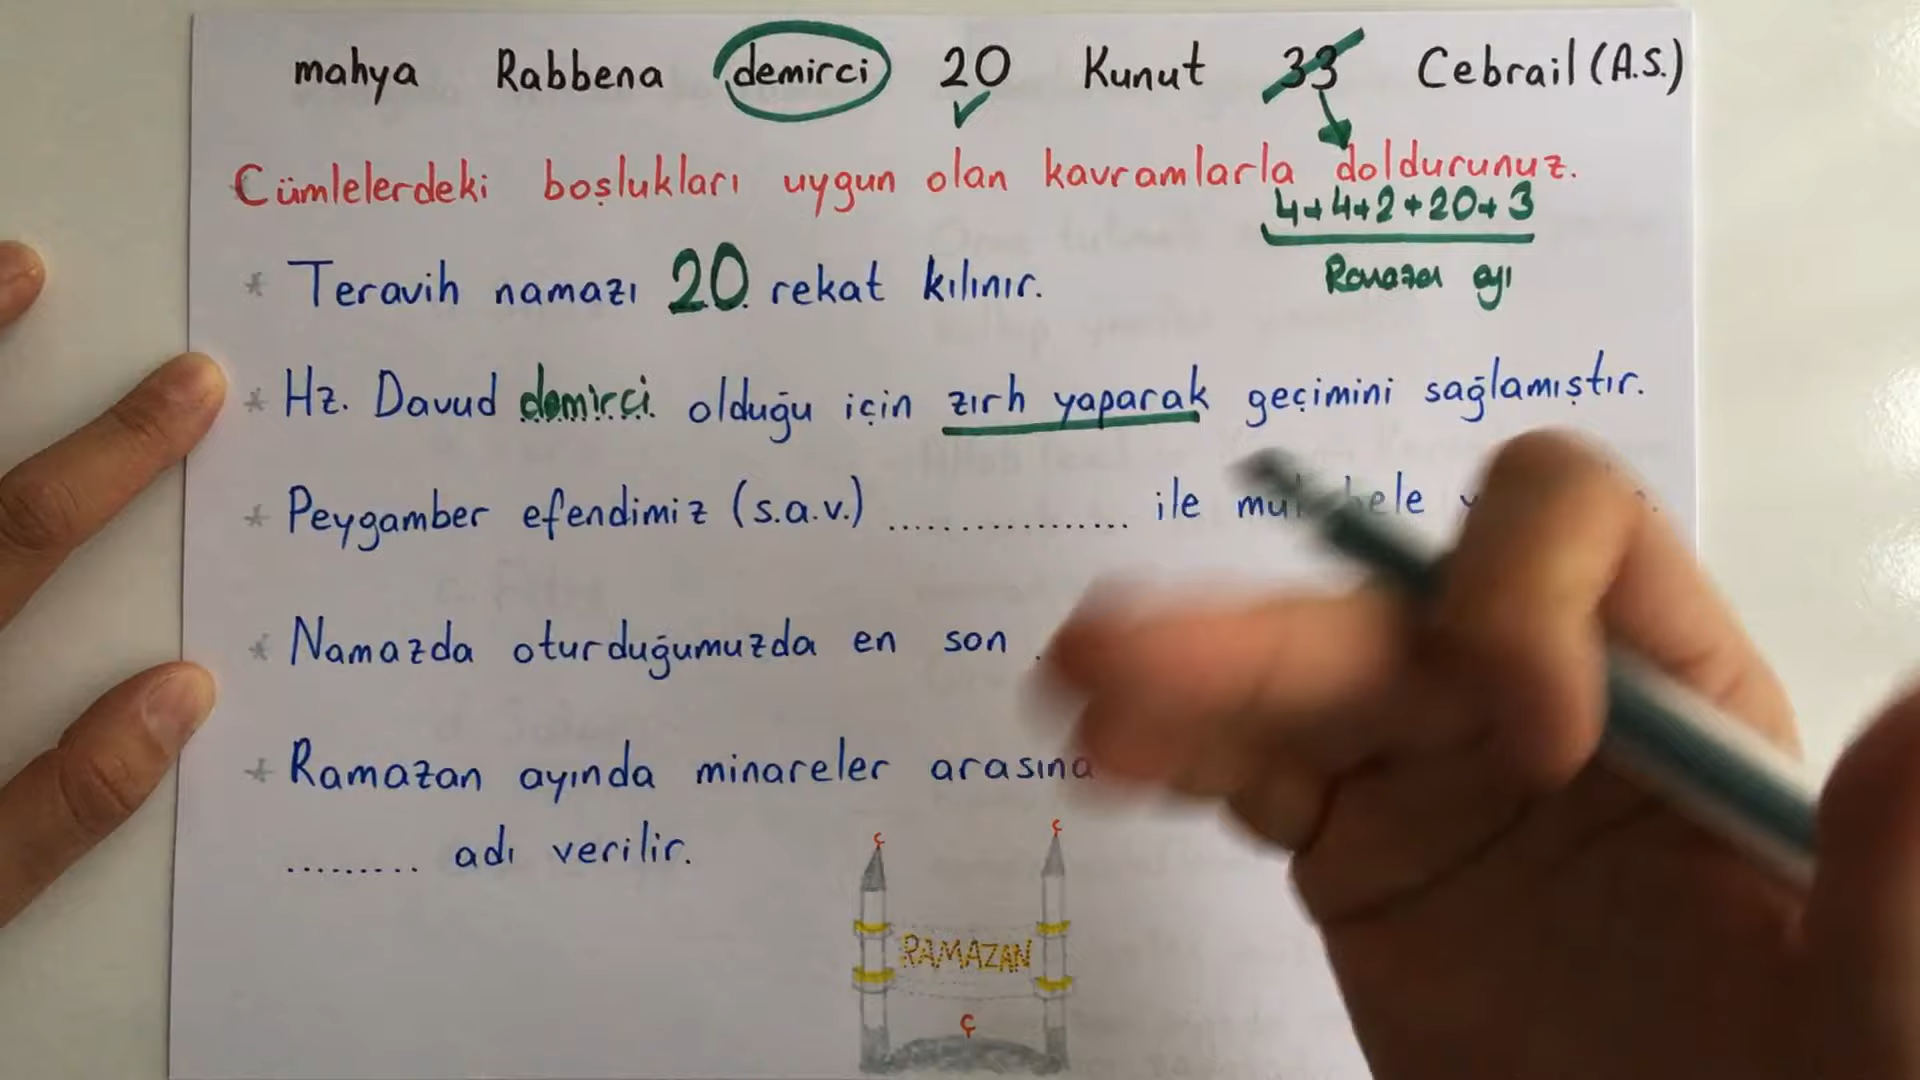 mahya Rabbena demirci 20 Kunut 33 Cebrail (A.S.)
Cümlelerdeki boşlukları uygun olan kavramlarla doldurunuz.
4+4+2+20+3
Ramazan ayı
* Teravih namazı 20 rekat kılınır.
* Hz. Davud demirci olduğu için zırh yaparak geçimini sağlamıştır.
* Peygamber efendimiz (s.a.v.) ................. ile
* Namazda oturduğumuzda en son
* Ramazan ayında minareler arasına
......... adı verilir.
ç ç
RAMAZAN
ç